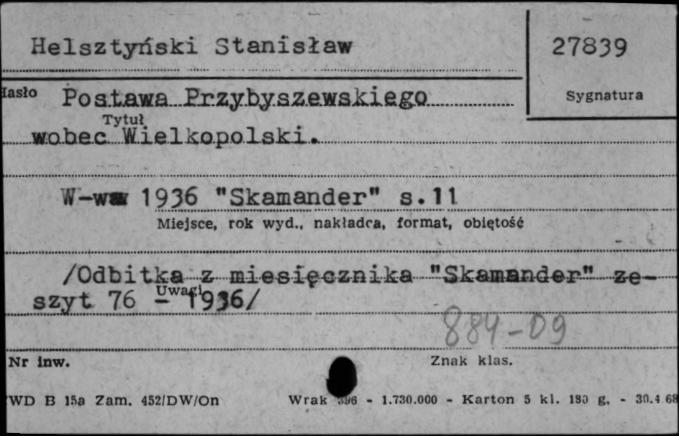 Helsztyński Stanisław
27839
Hasło
Sygnatura
Postawa Przybyszewskiego
Tytuł
wobec Wielkopolski.
W-wa 1936 "Skamander" s.11
Miejsce, rok wyd., nakładca, format, objętość
/Odbitka z miesięcznika "Skamander" ze-
szyt 76 - 1936/
Uwagi
884-09
Nr inw.
Znak klas.
WD B 15a Zam. 452/DW/On
Wrak 396 - 1.730.000 - Karton 5 kl. 180 g. - 30.4 68